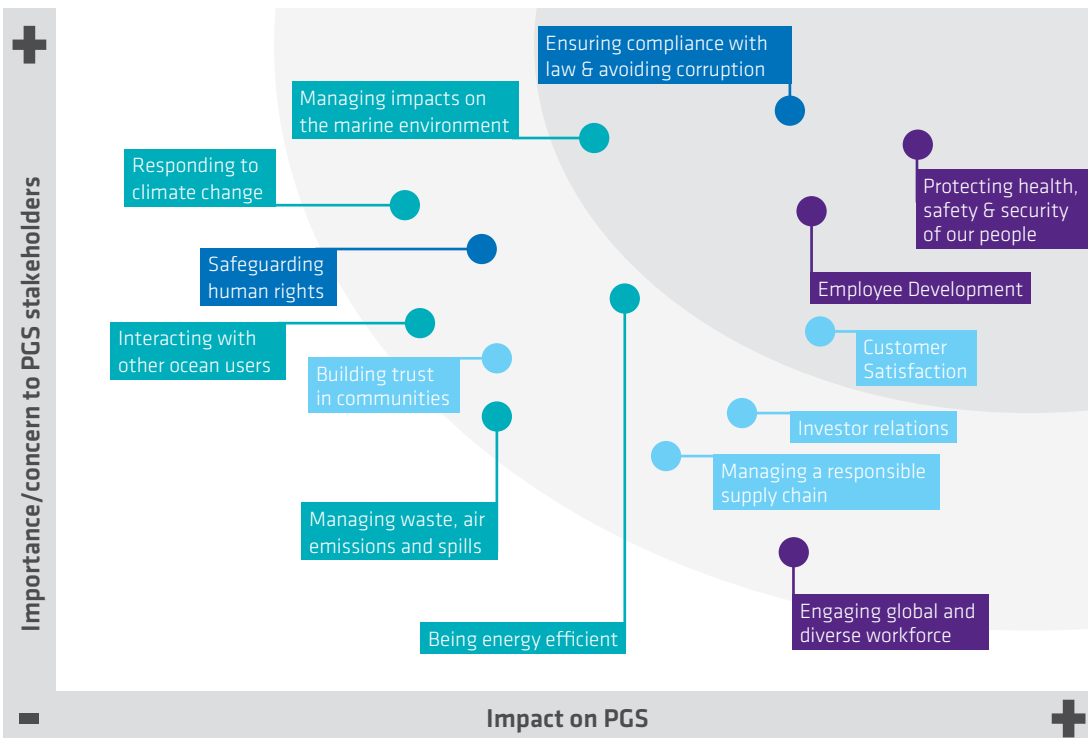 Ensuring compliance with
law & avoiding corruption
Managing impacts on
the marine environment
Responding to
climate change
Protecting health,
safety & security
of our people
Safeguarding
human rights
Employee Development
Interacting with
other ocean users
Customer
Satisfaction
Building trust
in communities
Investor relations
Managing a responsible
supply chain
Managing waste, air
emissions and spills
Engaging global and
diverse workforce
Being energy efficient
Importance/concern to PGS stakeholders
Impact on PGS